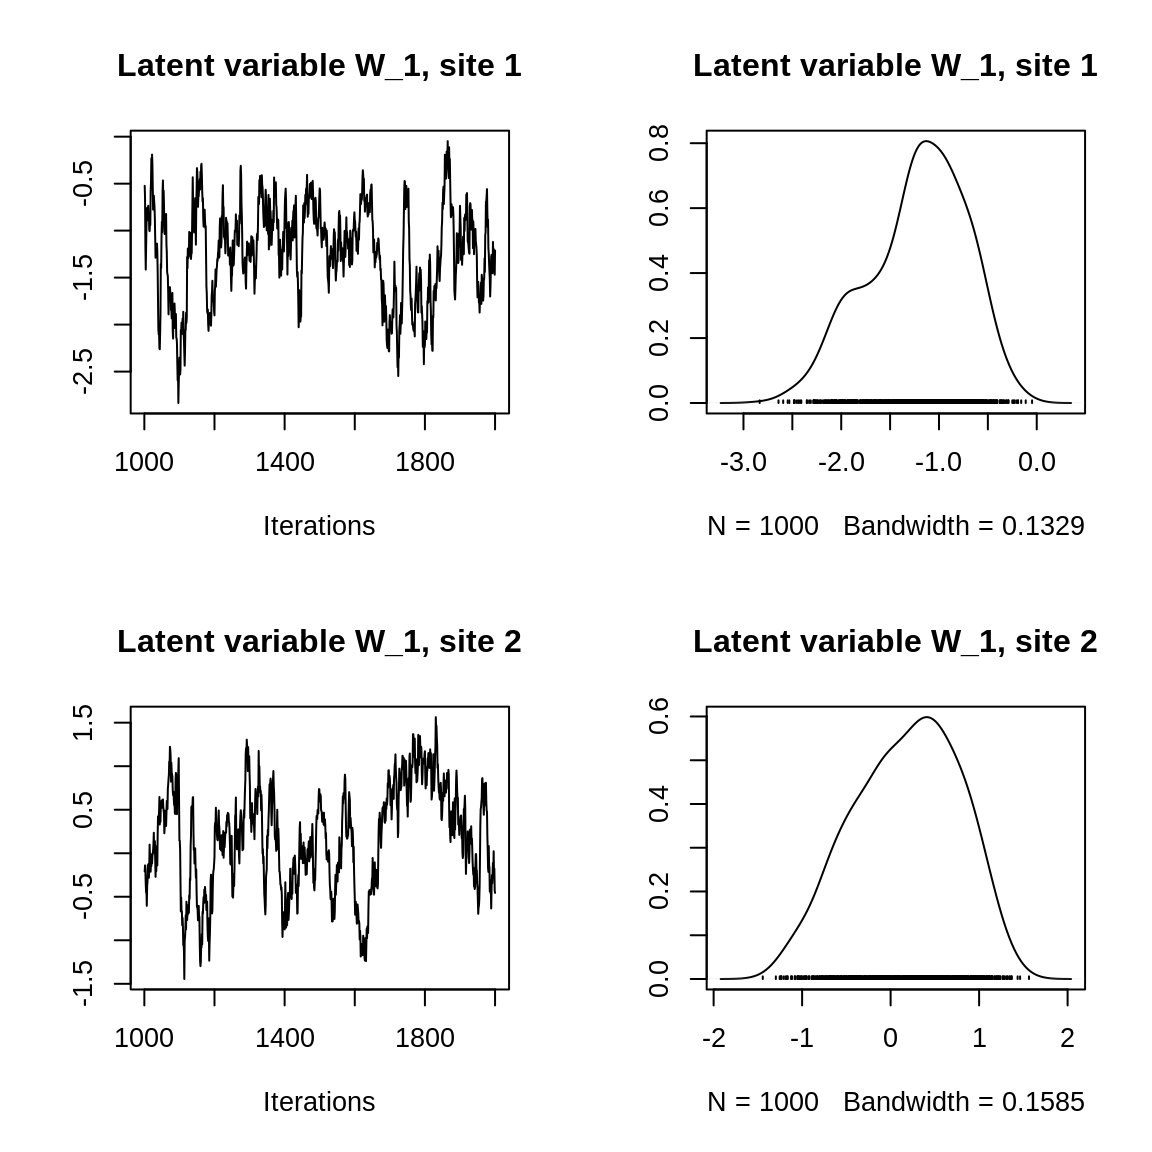 Latent variable W_1, site 1
-0.5
-1.5
-2.5
1000 1400 1800
Iterations
Latent variable W_1, site 1
0.8
0.6
0.4
0.2
0.0
-3.0 -2.0 -1.0 0.0
N = 1000 Bandwidth = 0.1329
Latent variable W_1, site 2
1.5
0.5
-0.5
-1.5
1000 1400 1800
Iterations
Latent variable W_1, site 2
0.6
0.4
0.2
0.0
-2 -1 0 1 2
N = 1000 Bandwidth = 0.1585